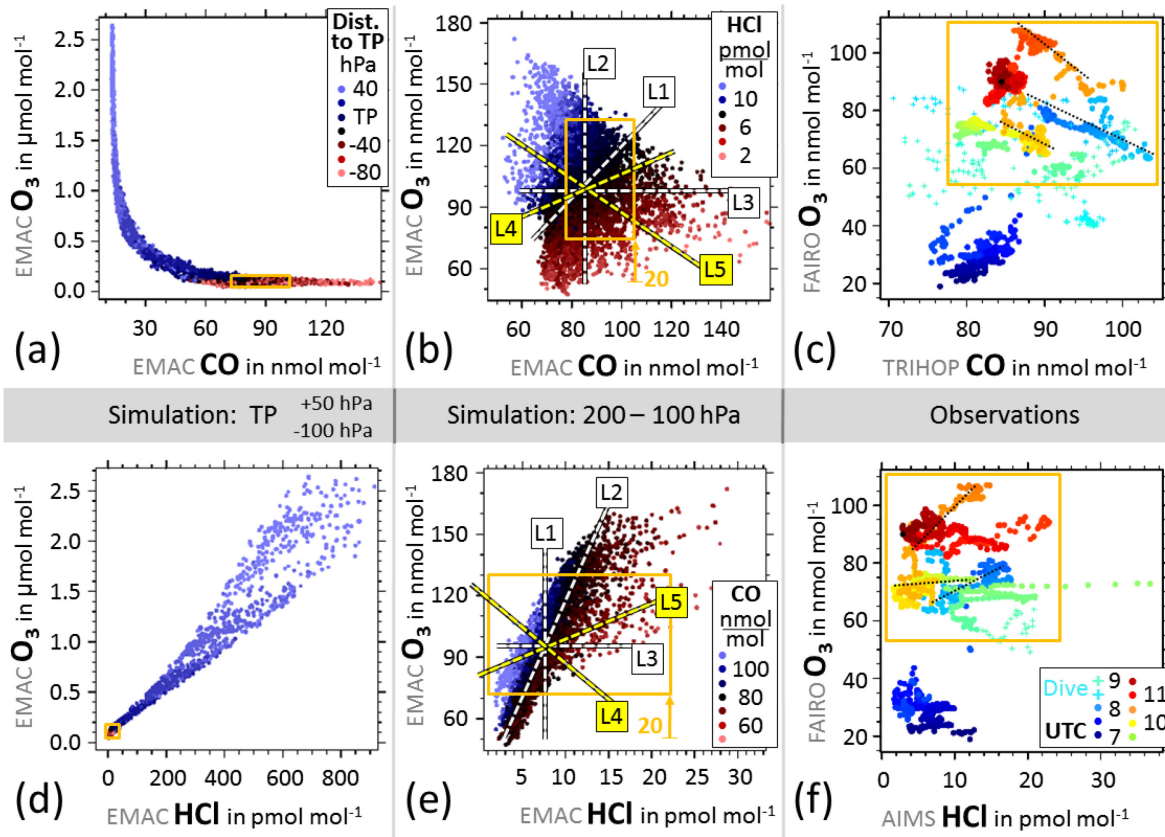 2.5
2.0
1.5
1.0
0.5
0.0
EMAC O₃ in µmol mol⁻¹
Dist.
to TP
hPa
40
TP
-40
-80
30 60 90 120
(a)
EMAC CO in nmol mol⁻¹
180
150
120
90
60
EMAC O₃ in nmol mol⁻¹
HCl
pmol
mol
10
6
2
L2
L1
L3
L4
L5
20
60 80 100 120 140
(b)
EMAC CO in nmol mol⁻¹
100
80
60
40
20
FAIRO O₃ in nmol mol⁻¹
70 80 90 100
(c)
TRIHOP CO in nmol mol⁻¹
Simulation: TP +50 hPa
-100 hPa
Simulation: 200 – 100 hPa
Observations
2.5
2.0
1.5
1.0
0.5
0.0
EMAC O₃ in µmol mol⁻¹
0 200 400 600 800
(d)
EMAC HCl in pmol mol⁻¹
180
150
120
90
60
EMAC O₃ in nmol mol⁻¹
L2
L1
L5
L3
L4
20
CO
nmol
mol
100
80
60
5 10 15 20 25 30
(e)
EMAC HCl in pmol mol⁻¹
100
80
60
40
20
FAIRO O₃ in nmol mol⁻¹
Dive + 9 11
8 10
UTC 7
0 10 20 30
(f)
AIMS HCl in pmol mol⁻¹